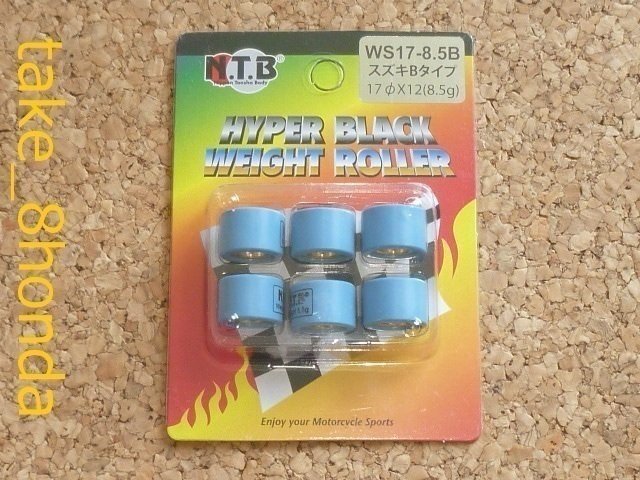 take_8honda
N.T.B®
WS17-8.5B
スズキBタイプ
17φX12(8.5g)
HYPER BLACK
WEIGHT ROLLER
Enjoy your Motorcycle Sports